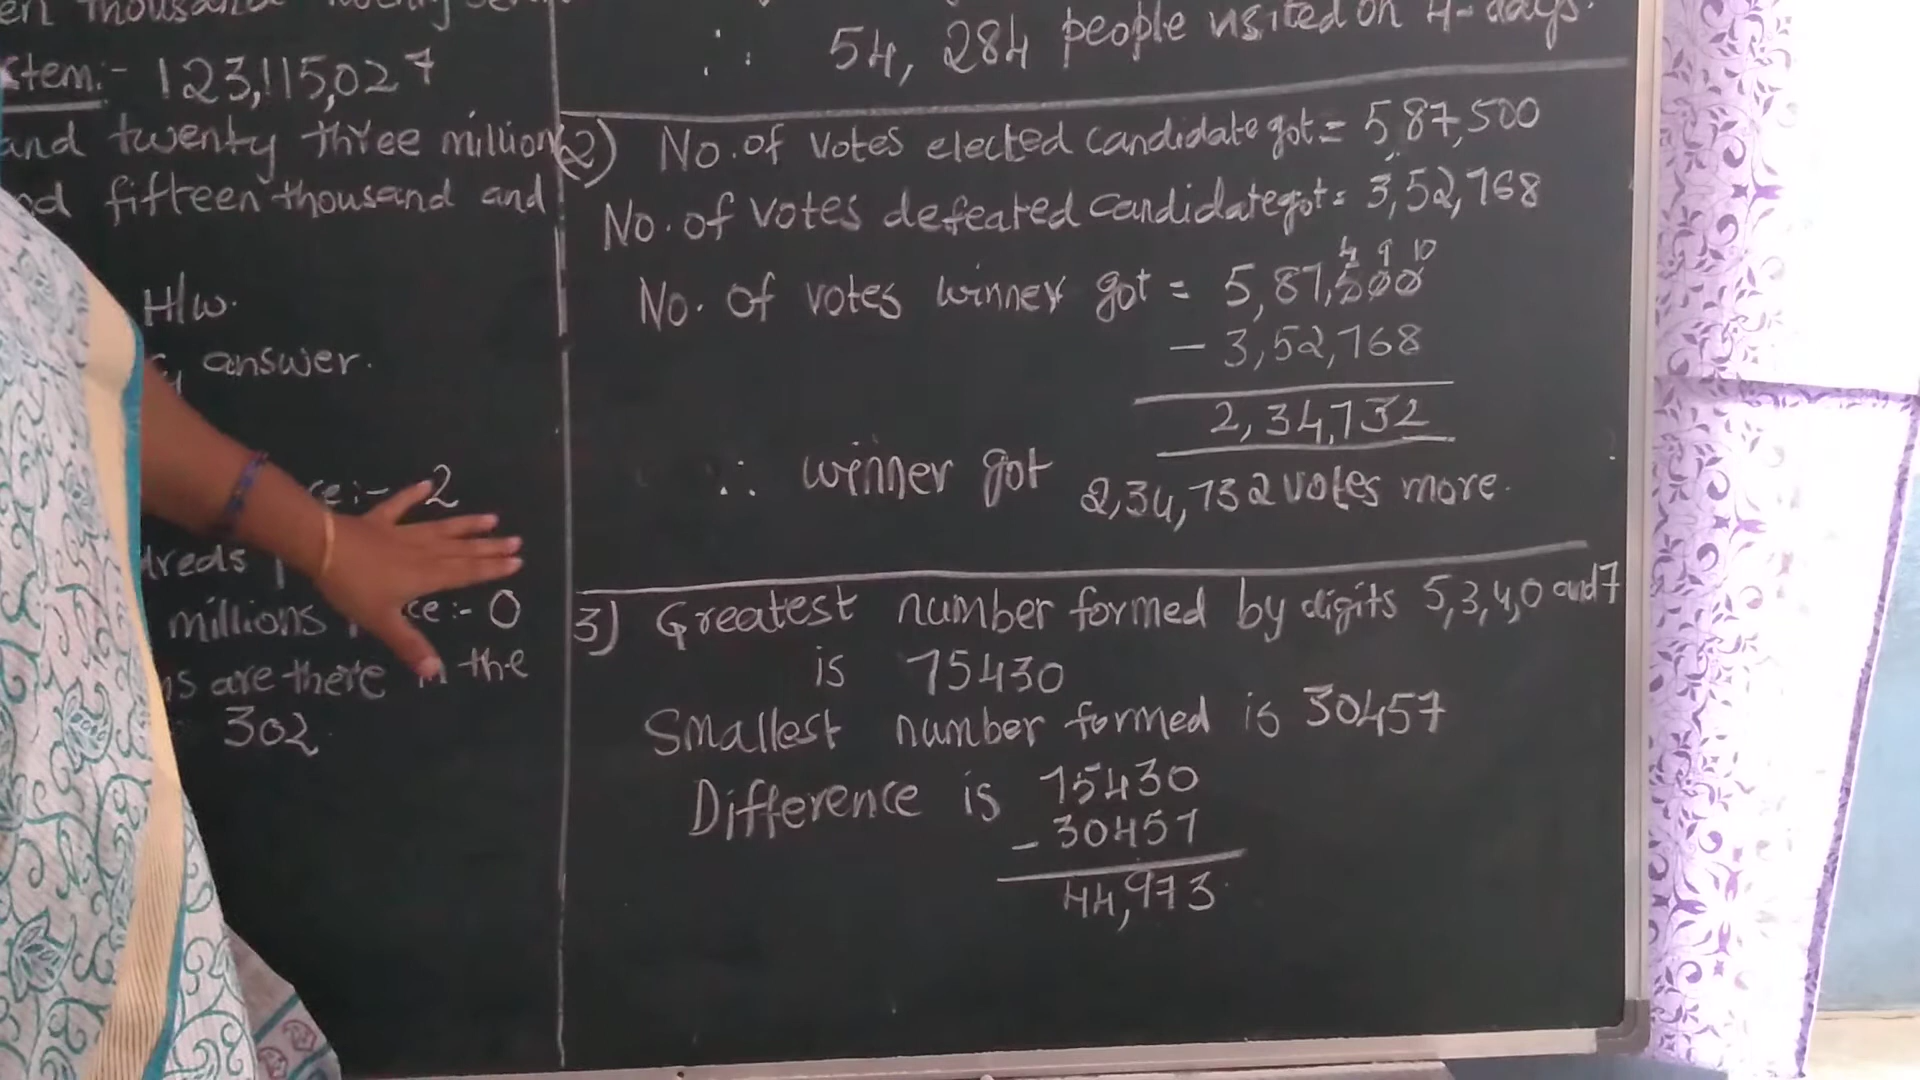 thousand
stem:- 123,115,027
and twenty three million
fifteen thousand and
H/w.
answer.
:- 2
millions :- 0
are there in the
302
∴ 54, 284 people visited on 4-days.
2) No. of votes elected candidate got = 5 87,500
No. of votes defeated candidate got = 3,52,768
4 9 10
No. of votes winner got = 5,87,500
- 3,52,768
2,34,732
∴ winner got 2,34,732 votes more.
3) Greatest number formed by digits 5,3,4,0 and 7
is 75430
Smallest number formed is 30457
Difference is 75430
- 30457
44,973